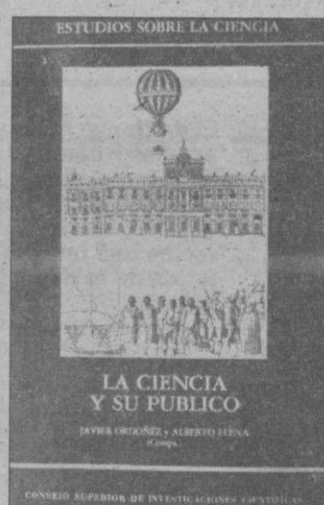 ESTUDIOS SOBRE LA CIENCIA
LA CIENCIA
Y SU PUBLICO
JAVIER ORDOÑEZ y ALBERTO ELENA
(Comps.)
CONSEJO SUPERIOR DE INVESTIGACIONES CIENTIFICAS